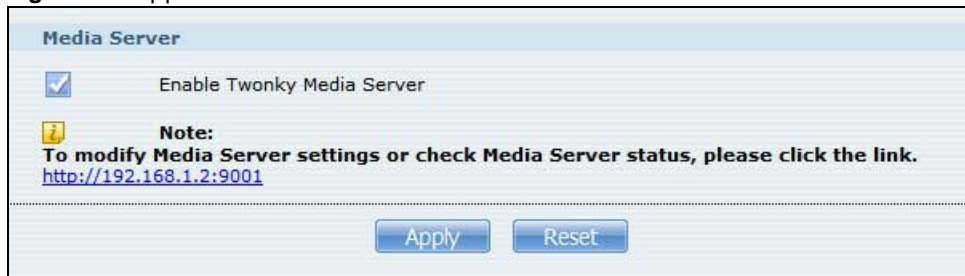 Media Server
Enable Twonky Media Server
Note:
To modify Media Server settings or check Media Server status, please click the link.
http://192.168.1.2:9001
Apply Reset